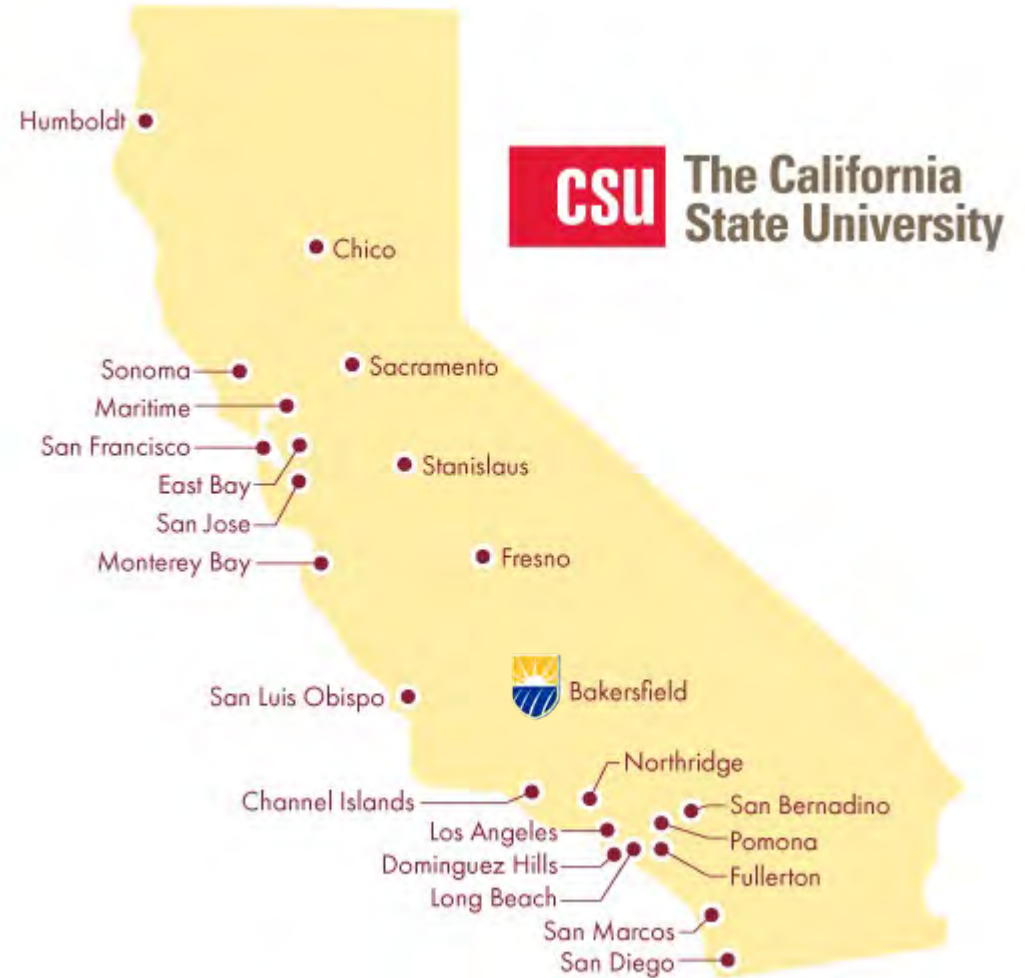 Humboldt
CSU
The California
State University
Chico
Sonoma
Sacramento
Maritime
San Francisco
East Bay
Stanislaus
San Jose
Monterey Bay
Fresno
San Luis Obispo
Bakersfield
Northridge
Channel Islands
San Bernadino
Los Angeles
Pomona
Dominguez Hills
Fullerton
Long Beach
San Marcos
San Diego